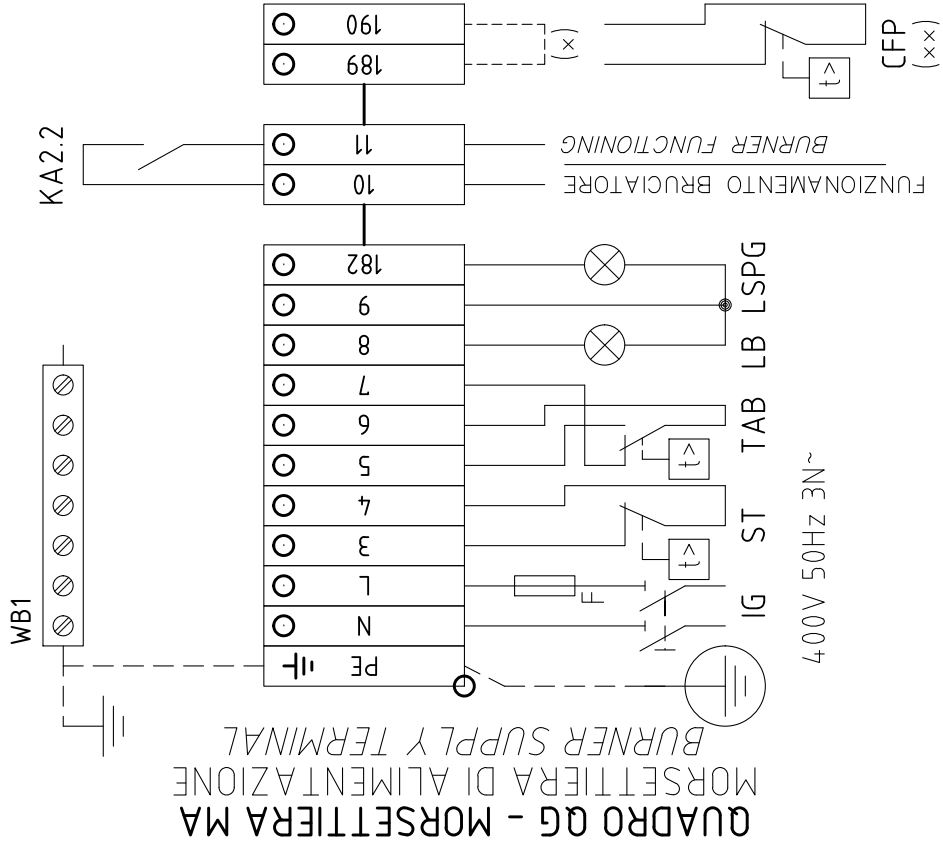 QUADRO QG - MORSETTIERA MA
MORSETTIERA DI ALIMENTAZIONE
BURNER SUPPLY TERMINAL
PE
N
L
3
4
5
6
7
8
9
182
10
11
189
190
WB1
KA2.2
F
IG
ST
TAB
LB
LSPG
t>
t>
t>
400V 50Hz 3N~
FUNZIONAMENTO BRUCIATORE
BURNER FUNCTIONING
(x)
CFP
(xx)